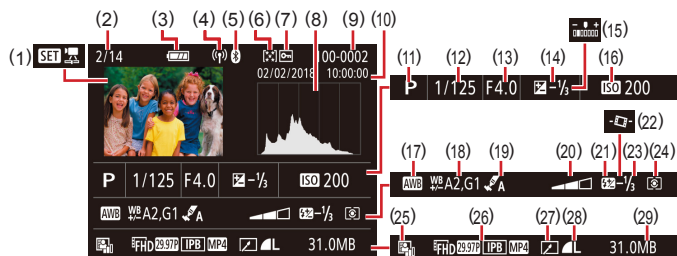 (1) SET
(2) (3) (4) (5) (6) (7) (8) (9) (10)
2/14 100-0002
02/02/2018 10:00:00
P 1/125 F4.0 -1/3 ISO 200
AWB WB+/- A2,G1 A -1/3
FHD 29.97P IPB MP4 L 31.0MB
(11) (12) (13) (14) (15) (16)
P 1/125 F4.0 -1/3 ISO 200
(17) (18) (19) (20) (21) (22) (23) (24)
AWB WB+/- A2,G1 A -1/3
(25) (26) (27) (28) (29)
FHD 29.97P IPB MP4 L 31.0MB